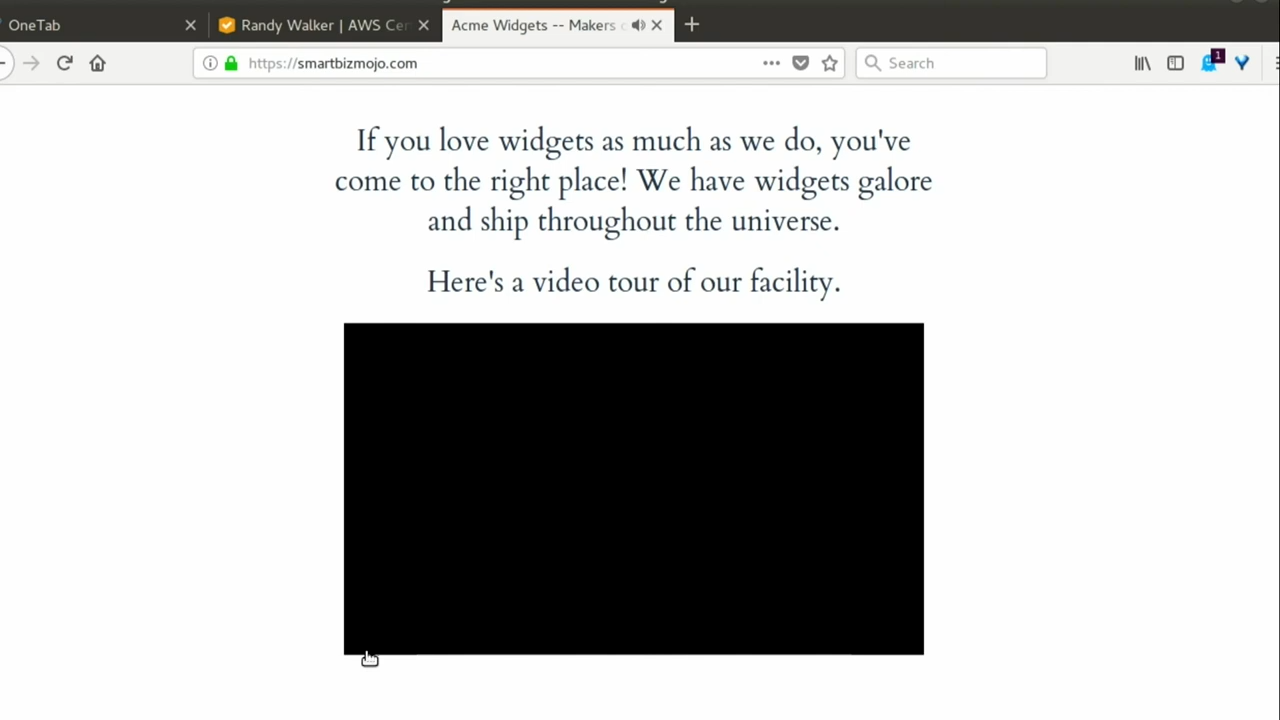 OneTab
Randy Walker | AWS Cer
Acme Widgets -- Makers
https://smartbizmojo.com
Search
1
If you love widgets as much as we do, you've
come to the right place! We have widgets galore
and ship throughout the universe.
Here's a video tour of our facility.